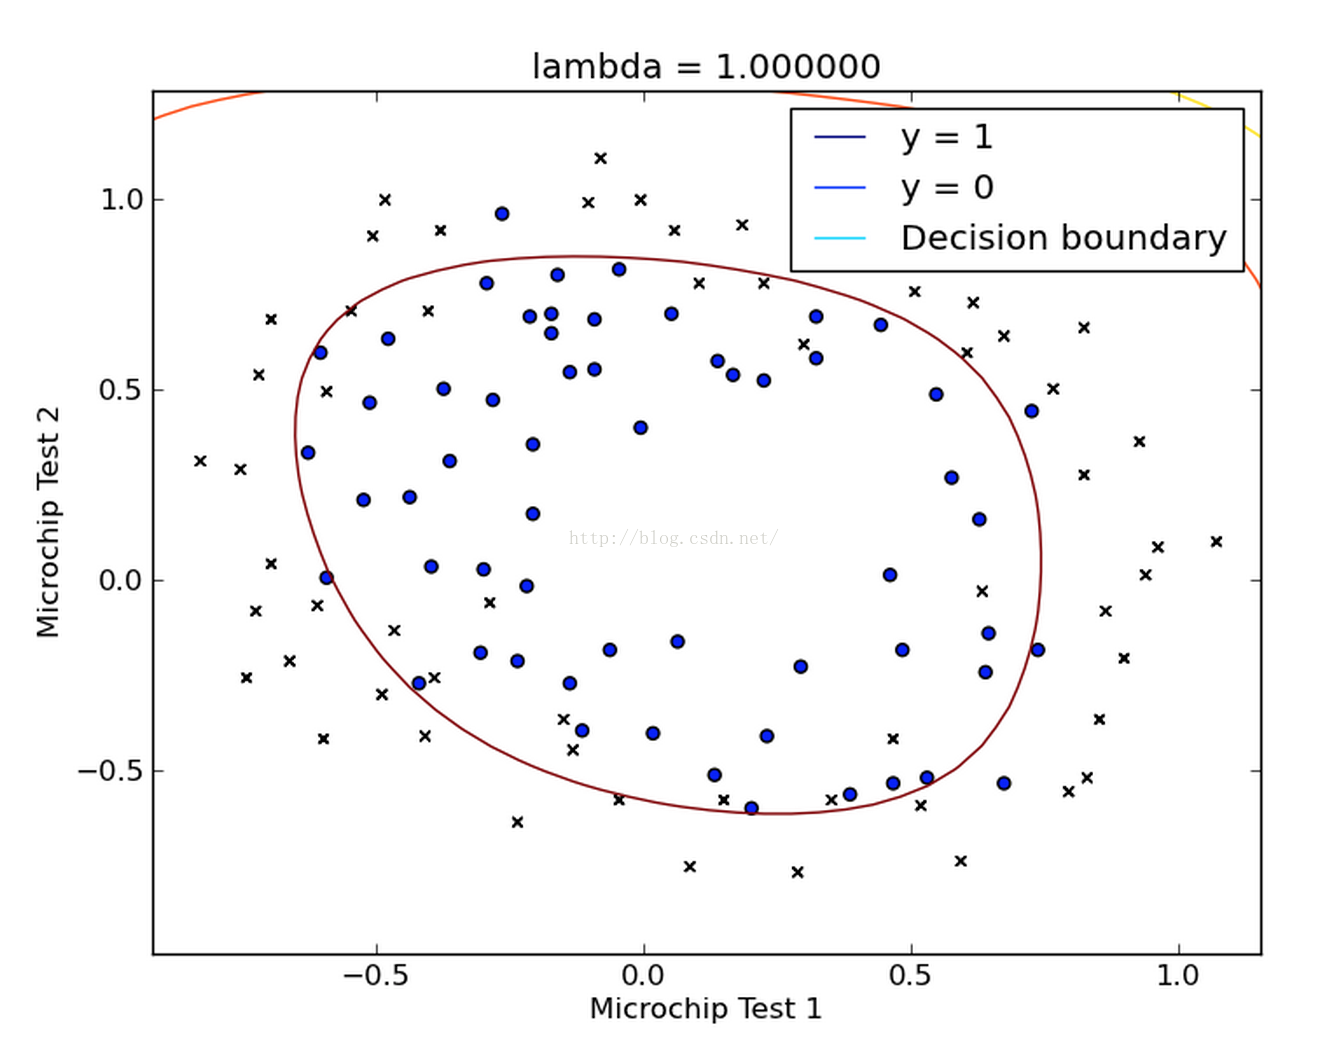 lambda = 1.000000
y = 1
y = 0
Decision boundary
1.0
0.5
0.0
−0.5
Microchip Test 2
http://blog.csdn.net/
−0.5
0.0
0.5
1.0
Microchip Test 1